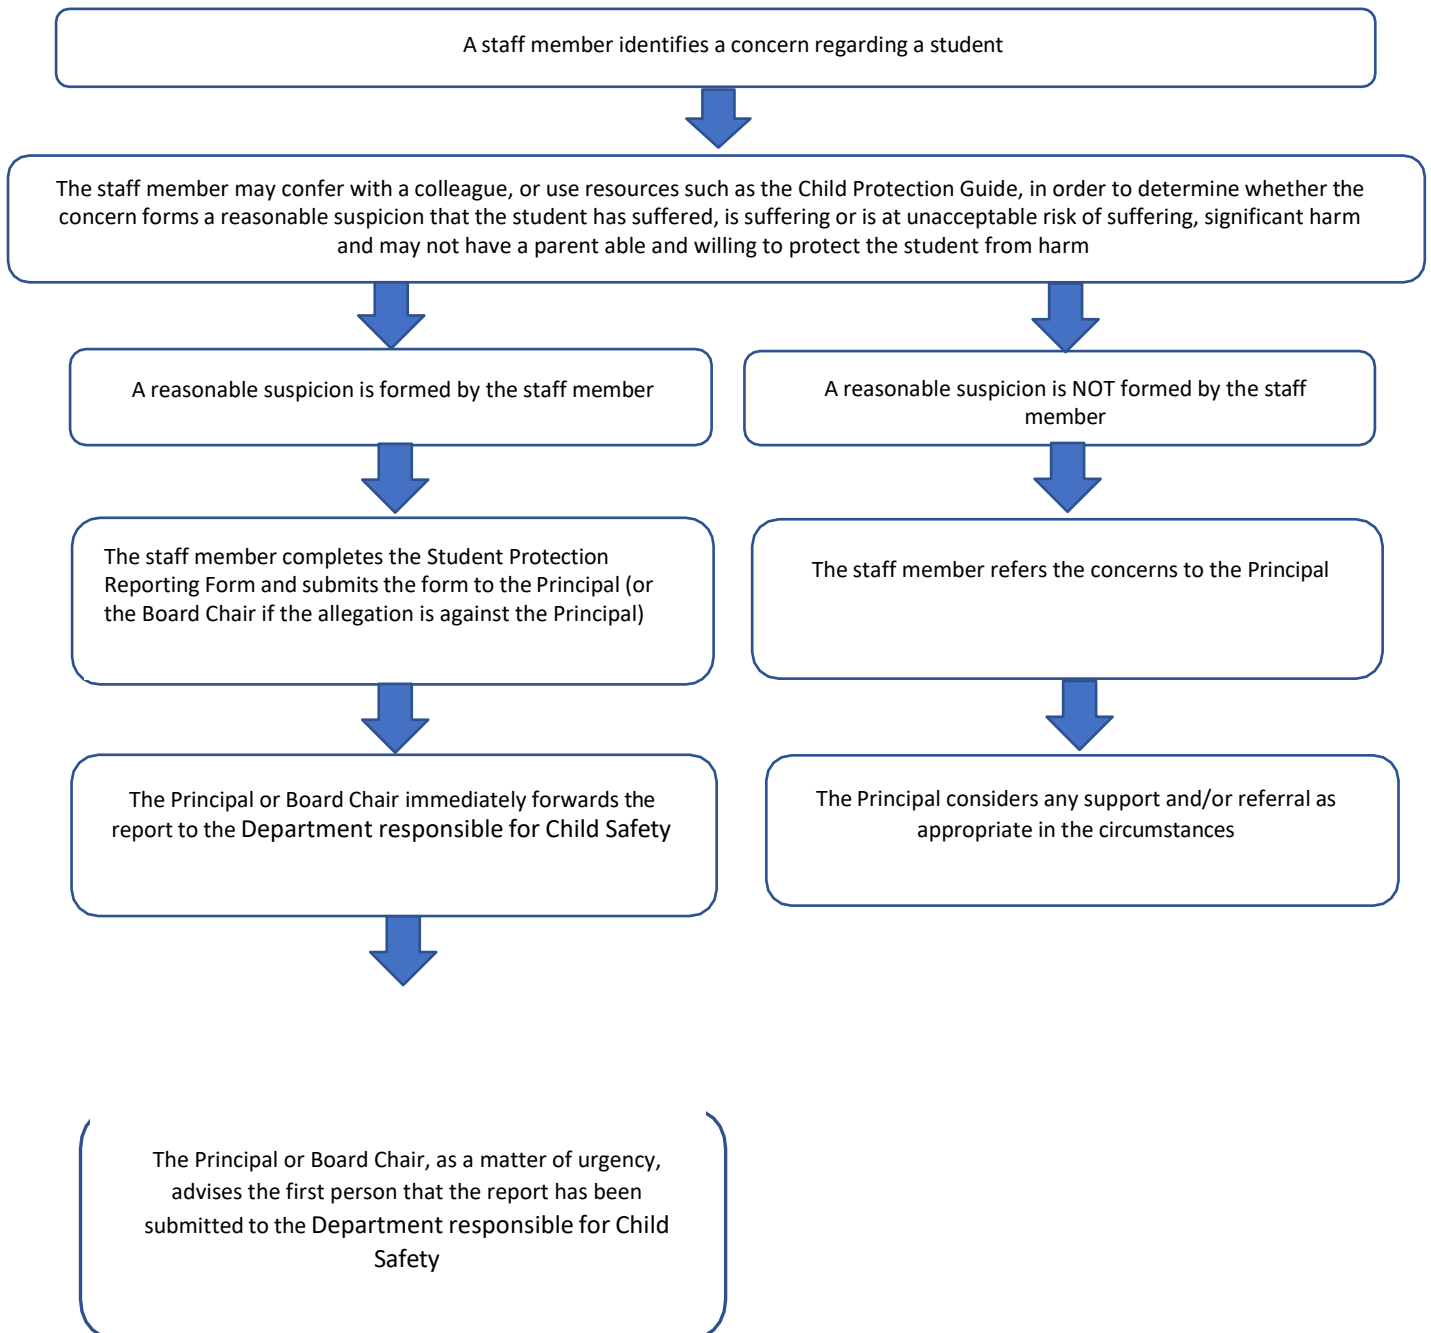 A staff member identifies a concern regarding a student
The staff member may confer with a colleague, or use resources such as the Child Protection Guide, in order to determine whether the
concern forms a reasonable suspicion that the student has suffered, is suffering or is at unacceptable risk of suffering, significant harm
and may not have a parent able and willing to protect the student from harm
A reasonable suspicion is formed by the staff member
A reasonable suspicion is NOT formed by the staff
member
The staff member completes the Student Protection
Reporting Form and submits the form to the Principal (or
the Board Chair if the allegation is against the Principal)
The staff member refers the concerns to the Principal
The Principal or Board Chair immediately forwards the
report to the Department responsible for Child Safety
The Principal considers any support and/or referral as
appropriate in the circumstances
The Principal or Board Chair, as a matter of urgency,
advises the first person that the report has been
submitted to the Department responsible for Child
Safety